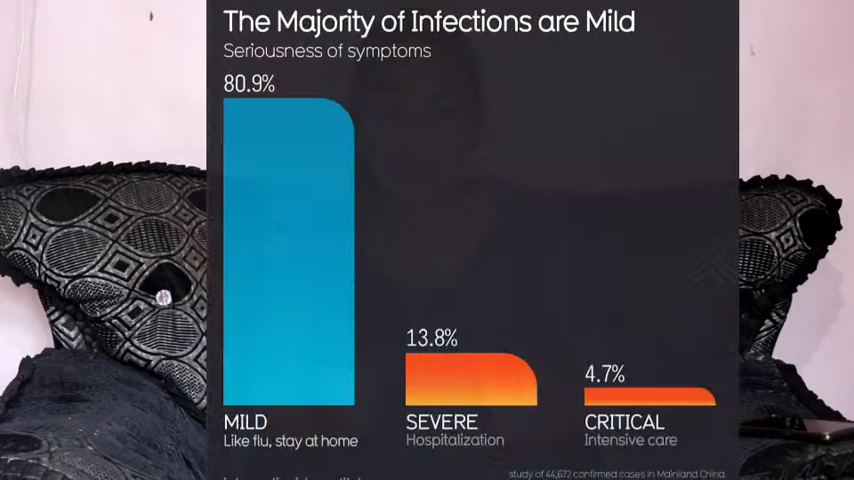 The Majority of Infections are Mild
Seriousness of symptoms
80.9%
13.8%
4.7%
MILD
SEVERE
CRITICAL
Like flu, stay at home
Hospitalization
Intensive care
study of 44,672 confirmed cases in Mainland China